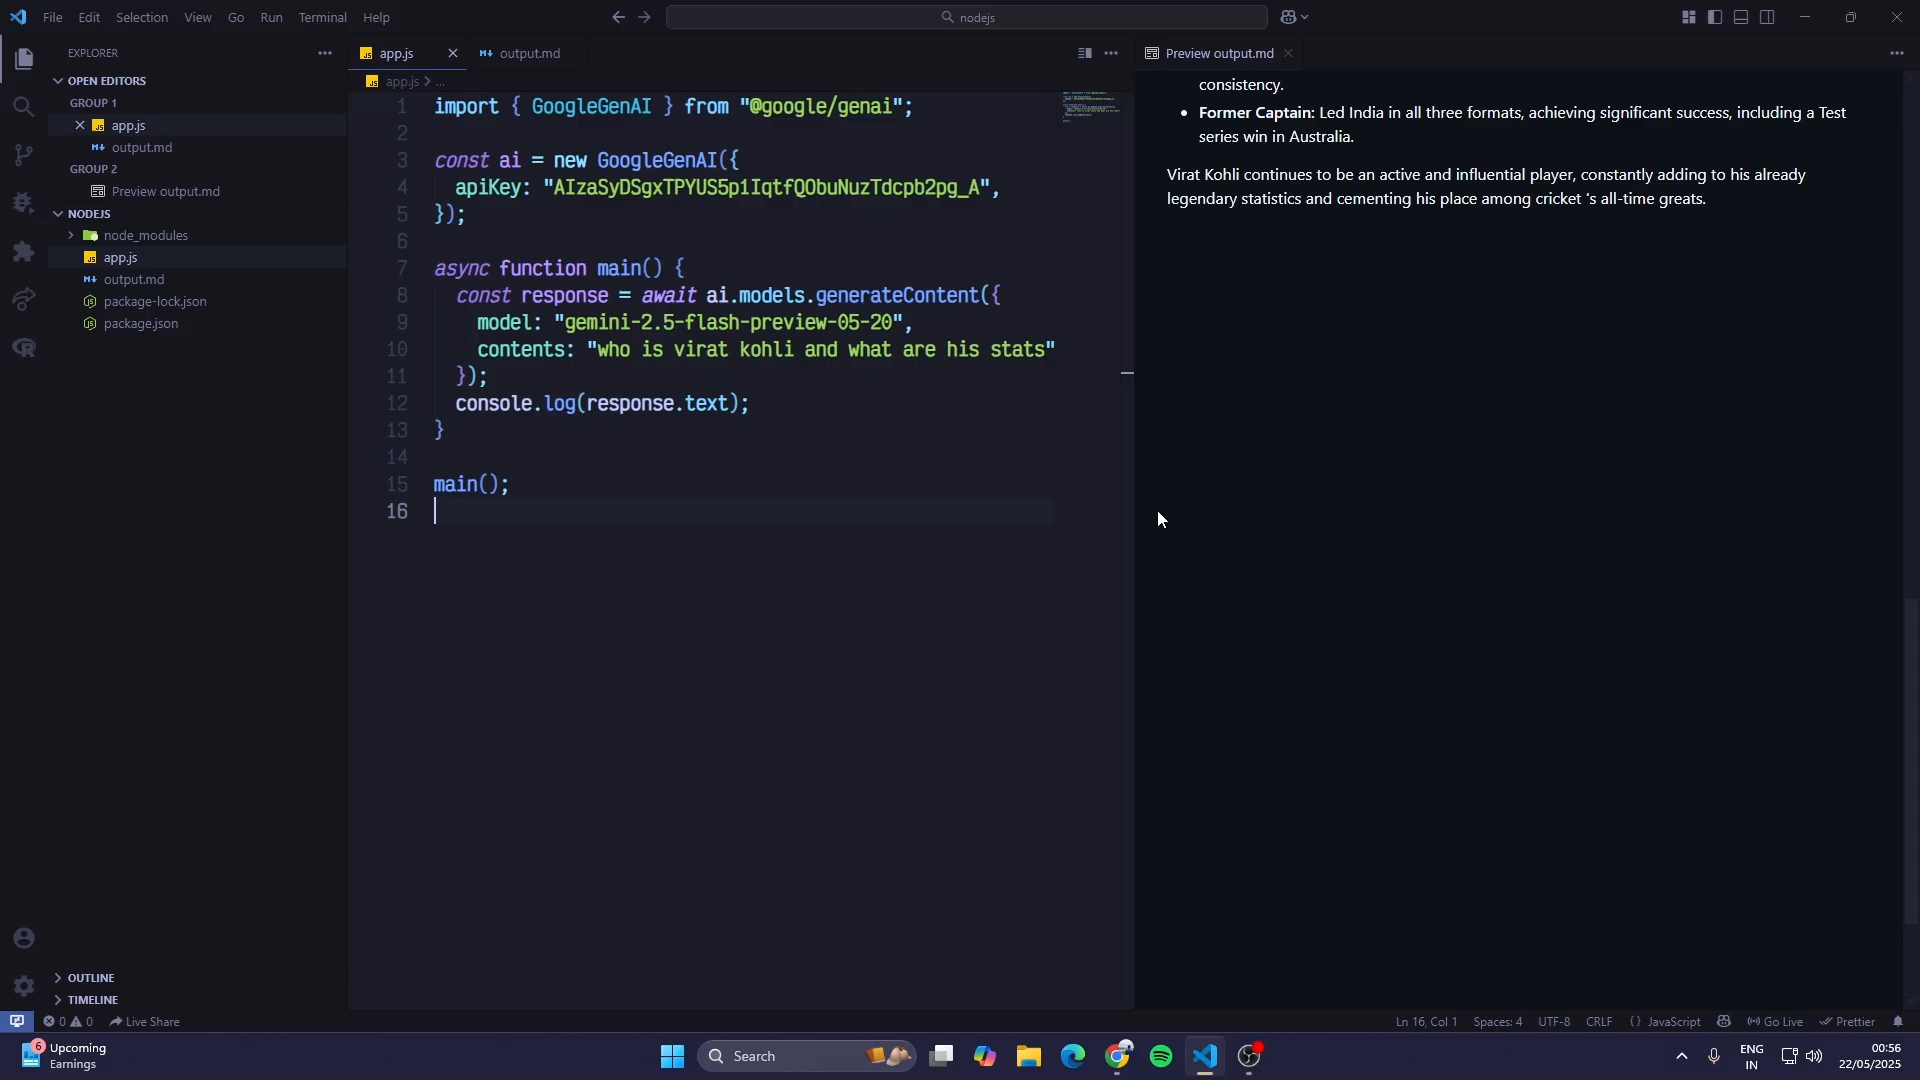 File Edit Selection View Go Run Terminal Help
nodejs
EXPLORER
OPEN EDITORS
GROUP 1
app.js
output.md
GROUP 2
Preview output.md
NODEJS
node_modules
app.js
output.md
package-lock.json
package.json
OUTLINE
TIMELINE
app.js output.md
app.js > ...
1 import { GoogleGenAI } from "@google/genai";
2
3 const ai = new GoogleGenAI({
4 apiKey: "AIzaSyDSgxTPYUS5p1IqtfQObuNuzTdcpb2pg_A",
5 });
6
7 async function main() {
8 const response = await ai.models.generateContent({
9 model: "gemini-2.5-flash-preview-05-20",
10 contents: "who is virat kohli and what are his stats"
11 });
12 console.log(response.text);
13 }
14
15 main();
16
Preview output.md
consistency.
• Former Captain: Led India in all three formats, achieving significant success, including a Test
series win in Australia.
Virat Kohli continues to be an active and influential player, constantly adding to his already
legendary statistics and cementing his place among cricket 's all-time greats.
0 0 Live Share
Ln 16, Col 1 Spaces: 4 UTF-8 CRLF {} JavaScript Go Live Prettier
6 Upcoming
Earnings
Search
ENG
IN
00:56
22/05/2025